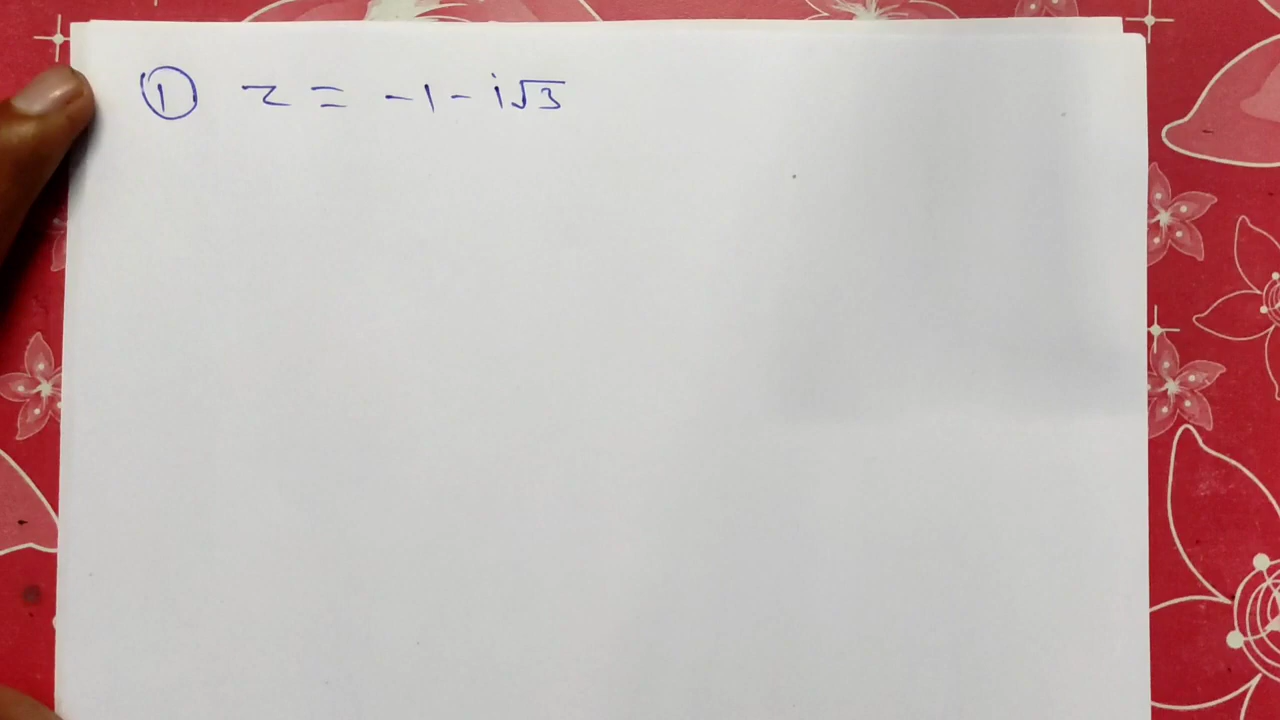 ① z = -1 - i√3